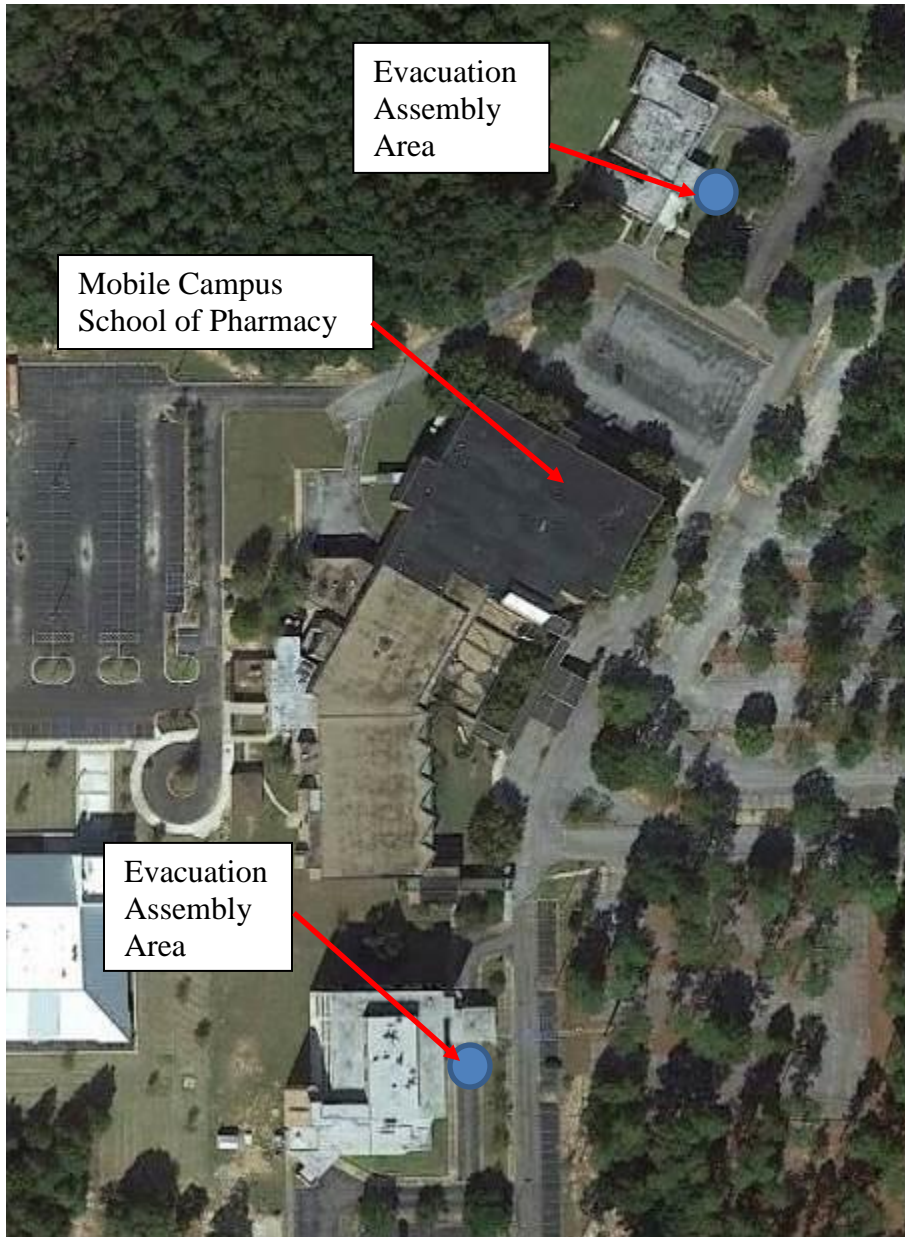 Evacuation
Assembly
Area
Mobile Campus
School of Pharmacy
Evacuation
Assembly
Area